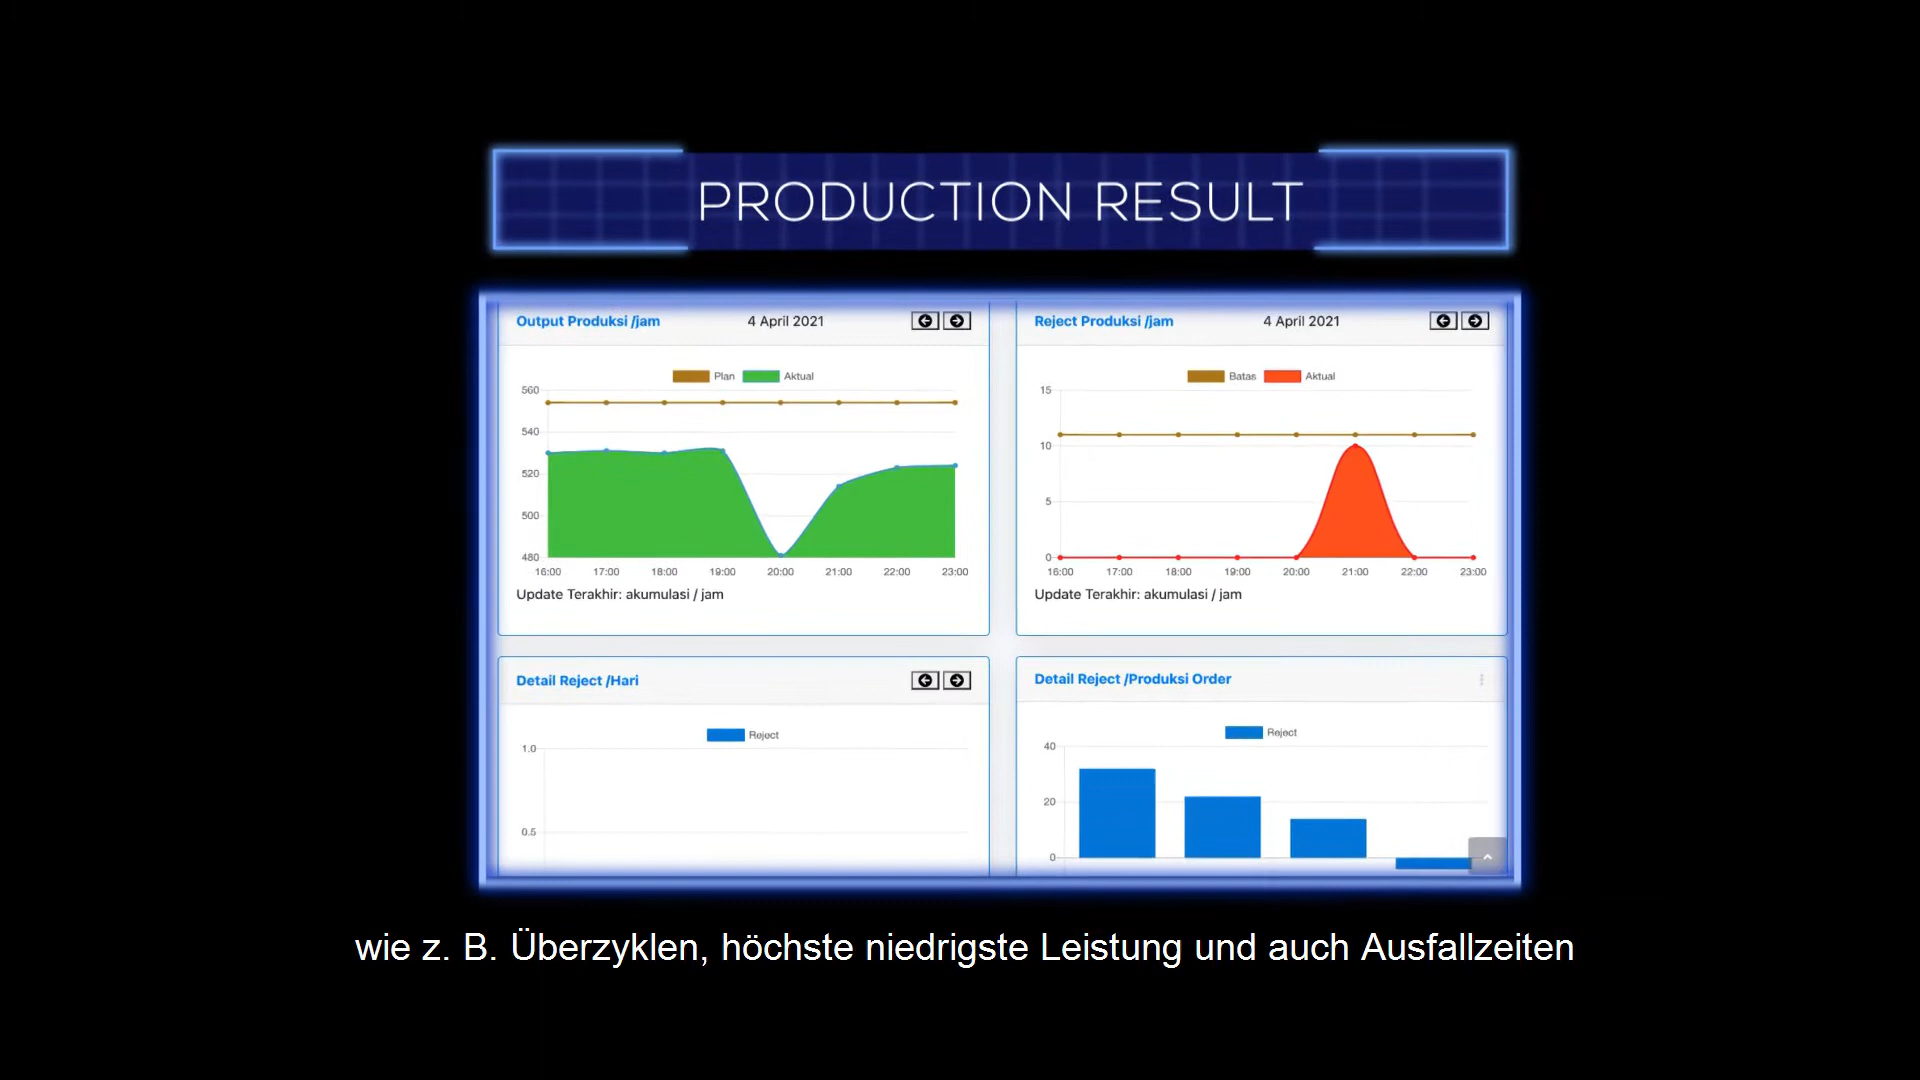 PRODUCTION RESULT
Output Produksi /jam
4 April 2021
Plan
Aktual
560
540
520
500
480
16:00 17:00 18:00 19:00 20:00 21:00 22:00 23:00
Update Terakhir: akumulasi / jam
Reject Produksi /jam
4 April 2021
Batas
Aktual
15
10
5
0
16:00 17:00 18:00 19:00 20:00 21:00 22:00 23:00
Update Terakhir: akumulasi / jam
Detail Reject /Hari
Reject
1.0
0.5
Detail Reject /Produksi Order
Reject
40
20
0
wie z. B. Überzyklen, höchste niedrigste Leistung und auch Ausfallzeiten